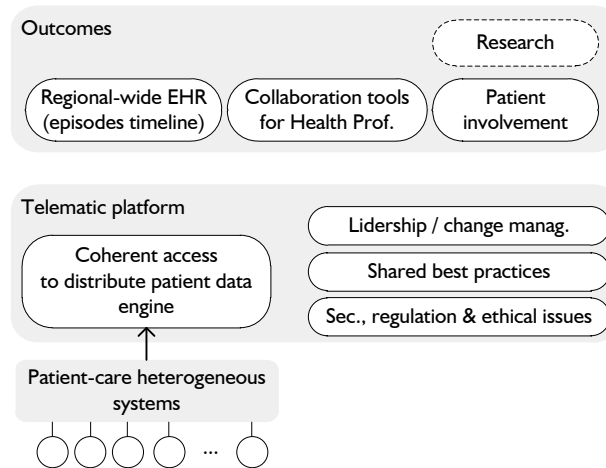 Outcomes
Research
Regional-wide EHR
(episodes timeline)
Collaboration tools
for Health Prof.
Patient
involvement
Telematic platform
Coherent access
to distribute patient data
engine
Lidership / change manag.
Shared best practices
Sec., regulation & ethical issues
Patient-care heterogeneous
systems
...